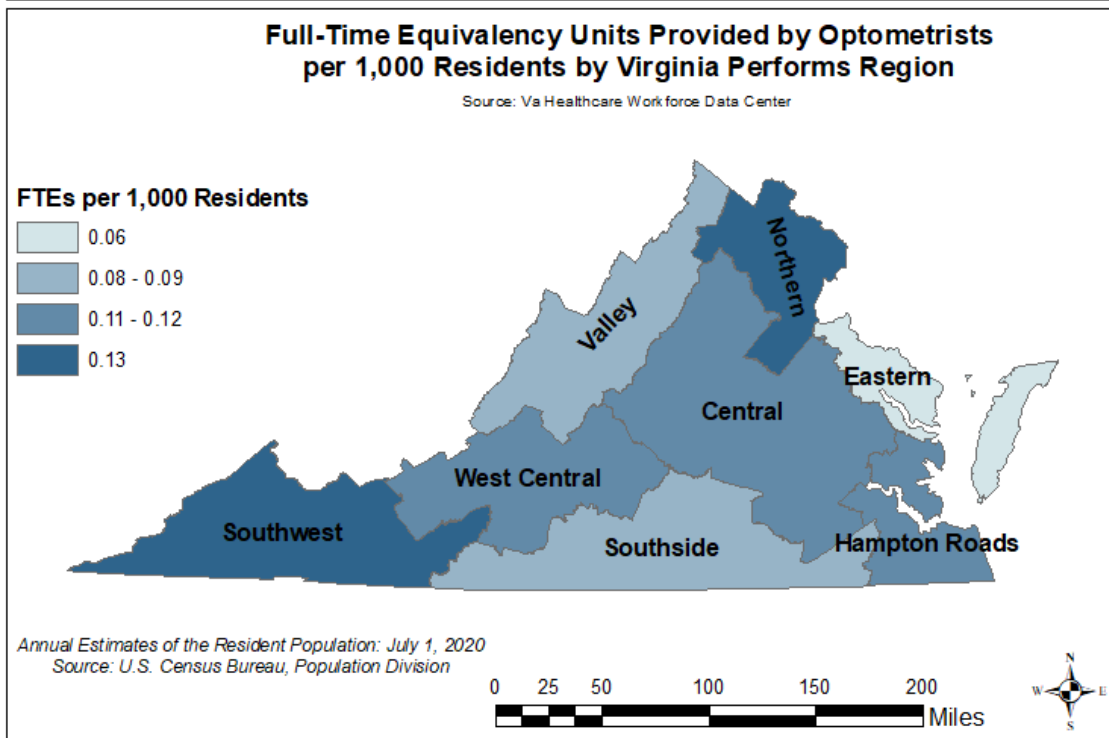 Full-Time Equivalency Units Provided by Optometrists
per 1,000 Residents by Virginia Performs Region
Source: Va Healthcare Workforce Data Center
FTEs per 1,000 Residents
0.06
0.08 - 0.09
0.11 - 0.12
0.13
Northern
Valley
Eastern
Central
West Central
Southwest
Southside
Hampton Roads
Annual Estimates of the Resident Population: July 1, 2020
Source: U.S. Census Bureau, Population Division
0 25 50 100 150 200
Miles
N
W E
S